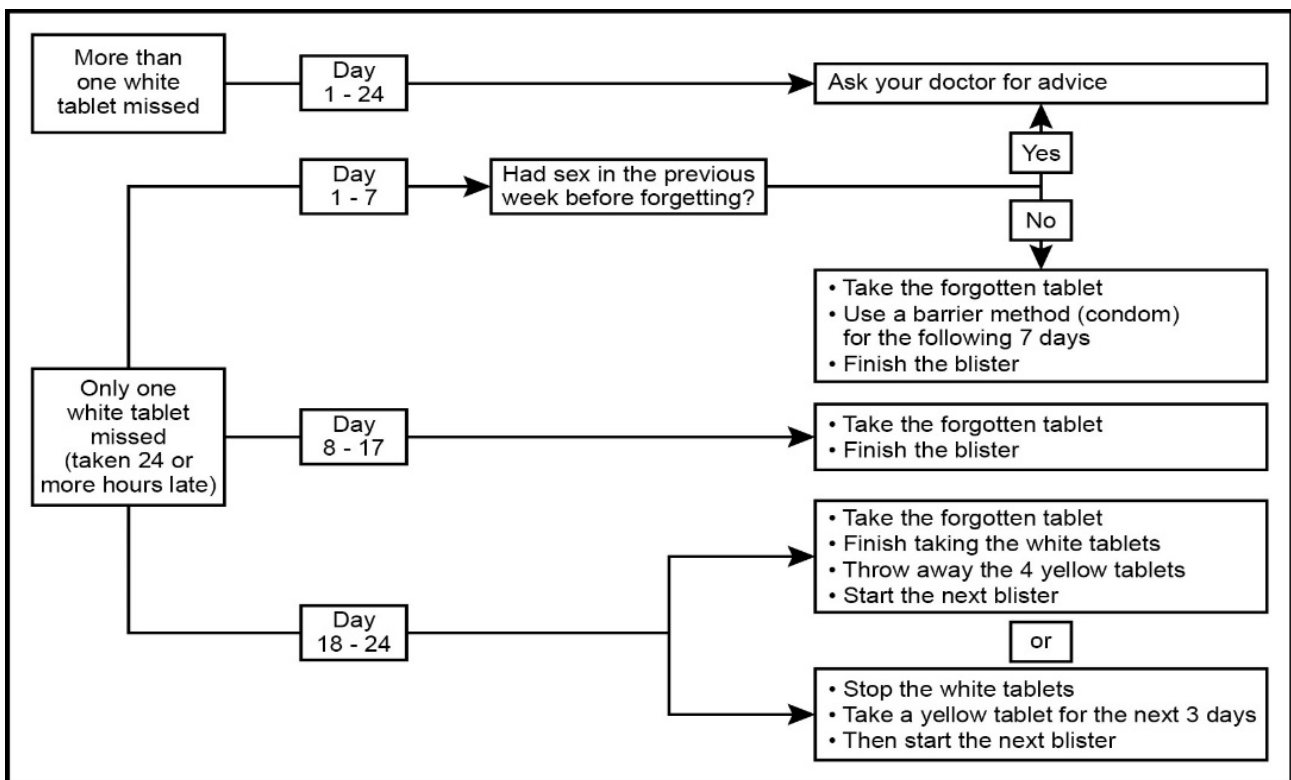 More than
one white
tablet missed
Day
1 - 24
Ask your doctor for advice
Yes
Day
1 - 7
Had sex in the previous
week before forgetting?
No
• Take the forgotten tablet
• Use a barrier method (condom)
for the following 7 days
• Finish the blister
Only one
white tablet
missed
(taken 24 or
more hours late)
Day
8 - 17
• Take the forgotten tablet
• Finish the blister
Day
18 - 24
• Take the forgotten tablet
• Finish taking the white tablets
• Throw away the 4 yellow tablets
• Start the next blister
or
• Stop the white tablets
• Take a yellow tablet for the next 3 days
• Then start the next blister